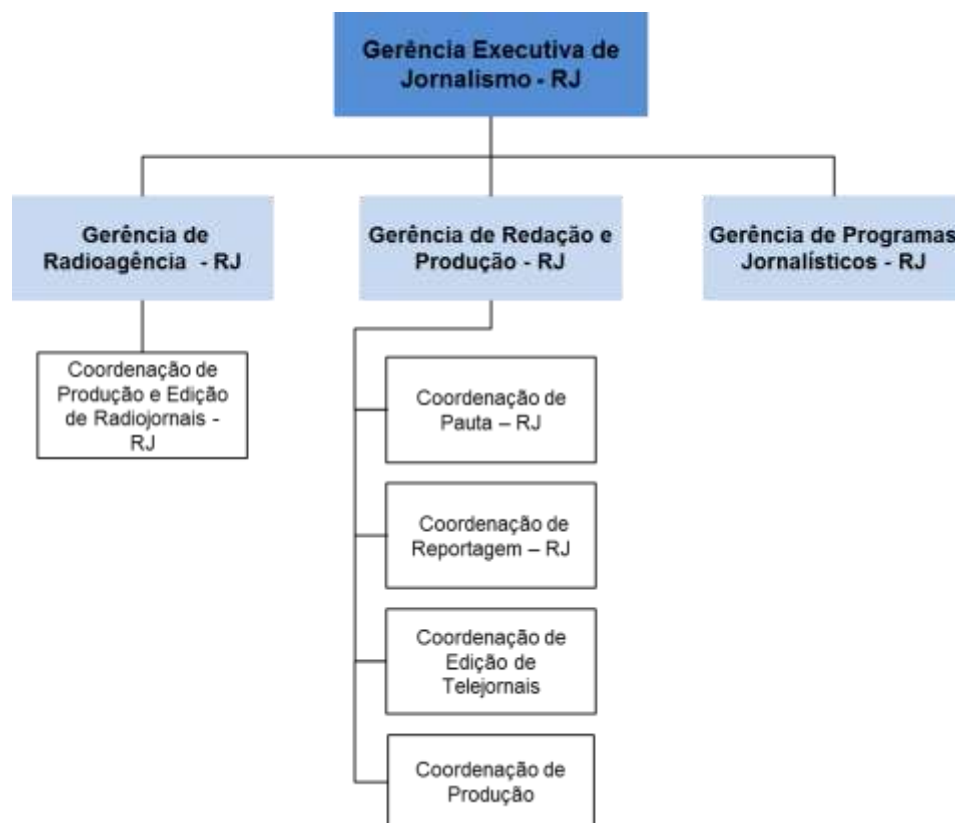 Gerência Executiva de
Jornalismo - RJ
Gerência de
Radioagência - RJ
Gerência de Redação e
Produção - RJ
Gerência de Programas
Jornalísticos - RJ
Coordenação de
Produção e Edição
de Radiojornais -
RJ
Coordenação de
Pauta – RJ
Coordenação de
Reportagem – RJ
Coordenação de
Edição de
Telejornais
Coordenação de
Produção